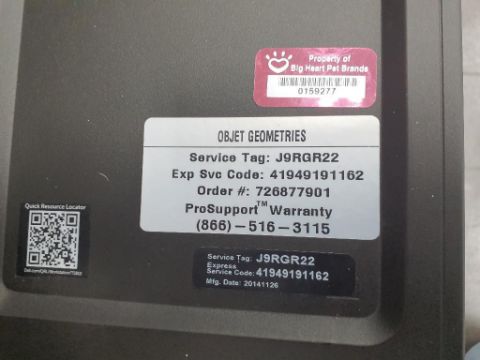 Property of
Big Heart Pet Brands
0159277
OBJET GEOMETRIES
Service Tag: J9RGR22
Exp Svc Code: 41949191162
Order #: 726877901
ProSupport™ Warranty
(866)-516-3115
Quick Resource Locator
Service Tag: J9RGR22
Express
Service Code: 41949191162
Mfg. Date: 20141126